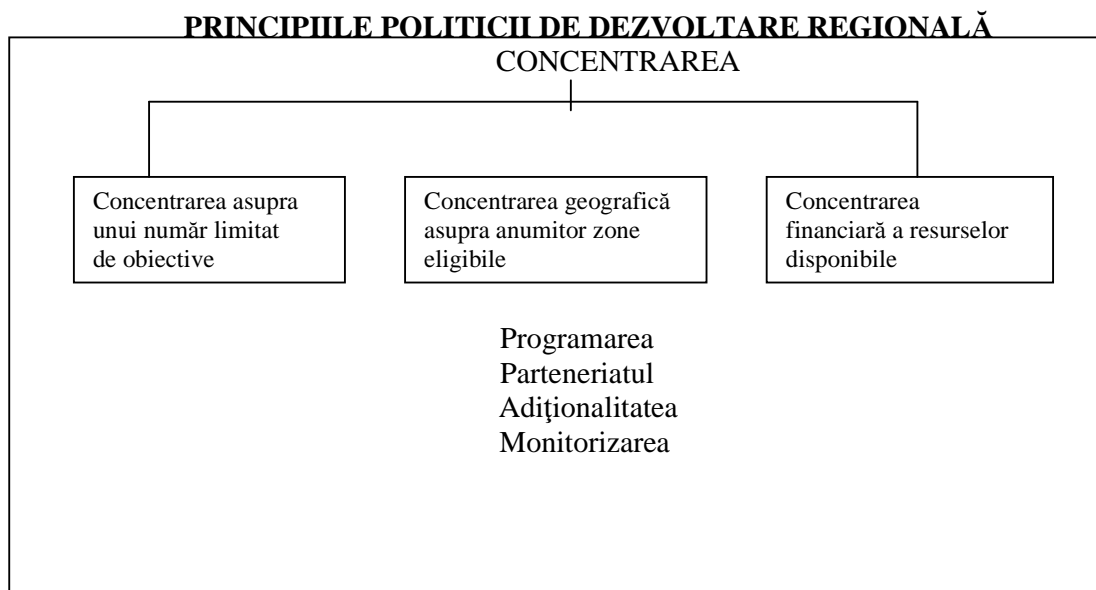 PRINCIPIILE POLITICII DE DEZVOLTARE REGIONALĂ
CONCENTRAREA
Concentrarea asupra
unui număr limitat
de obiective
Concentrarea geografică
asupra anumitor zone
eligibile
Concentrarea
financiară a resurselor
disponibile
Programarea
Parteneriatul
Adiţionalitatea
Monitorizarea